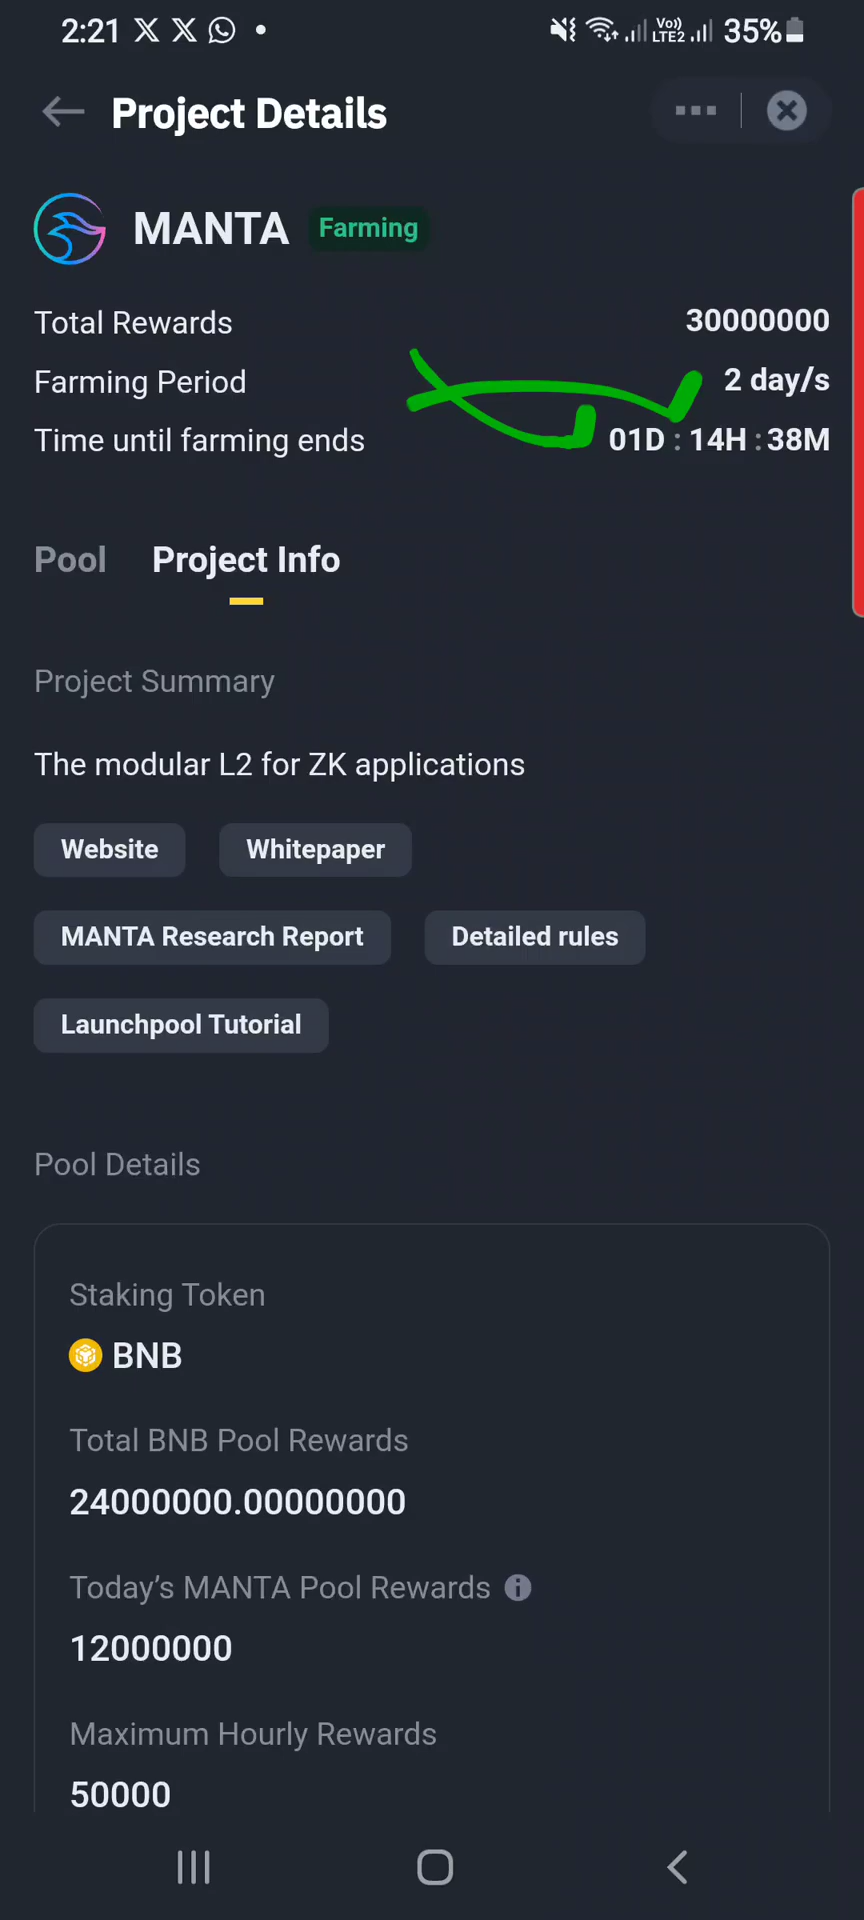 2:21
Vo)) LTE2 35%
Project Details
MANTA Farming
Total Rewards 30000000
Farming Period 2 day/s
Time until farming ends 01D : 14H : 38M
Pool Project Info
Project Summary
The modular L2 for ZK applications
Website Whitepaper
MANTA Research Report Detailed rules
Launchpool Tutorial
Pool Details
Staking Token
BNB
Total BNB Pool Rewards
24000000.00000000
Today’s MANTA Pool Rewards
12000000
Maximum Hourly Rewards
50000